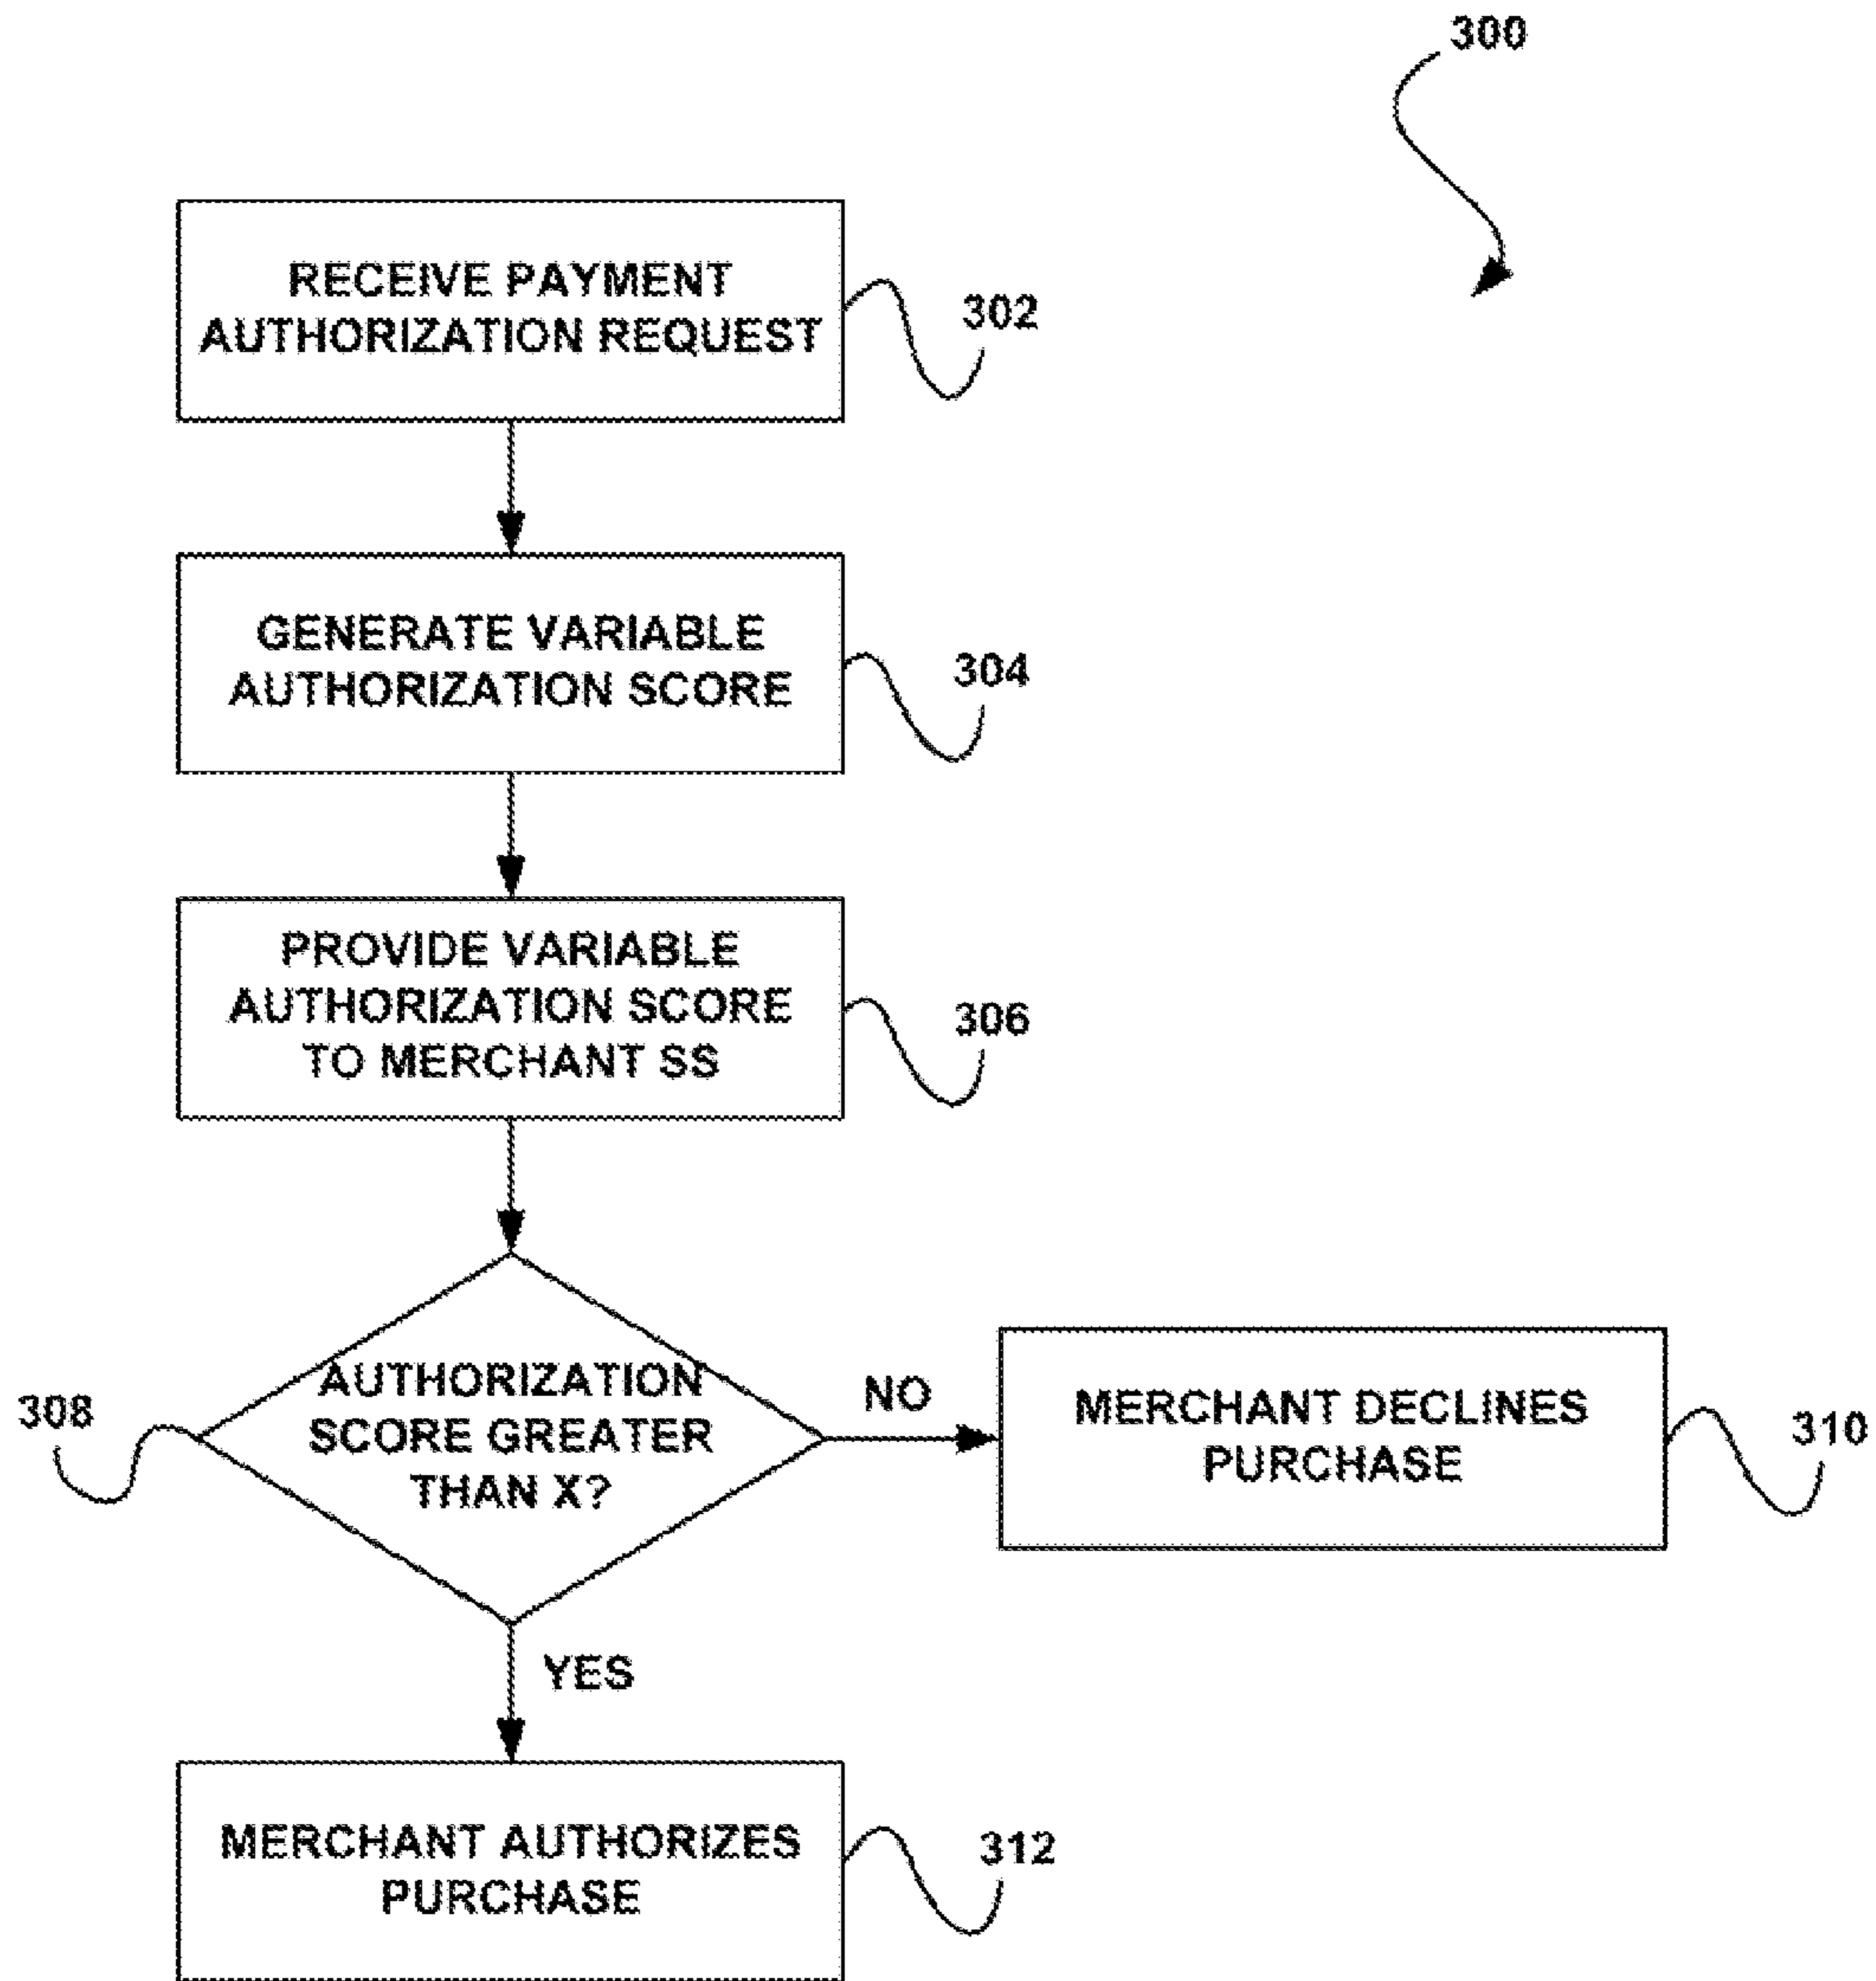 300
RECEIVE PAYMENT
AUTHORIZATION REQUEST
302
GENERATE VARIABLE
AUTHORIZATION SCORE
304
PROVIDE VARIABLE
AUTHORIZATION SCORE
TO MERCHANT SS
306
AUTHORIZATION
SCORE GREATER
THAN X?
308
NO
MERCHANT DECLINES
PURCHASE
310
YES
MERCHANT AUTHORIZES
PURCHASE
312